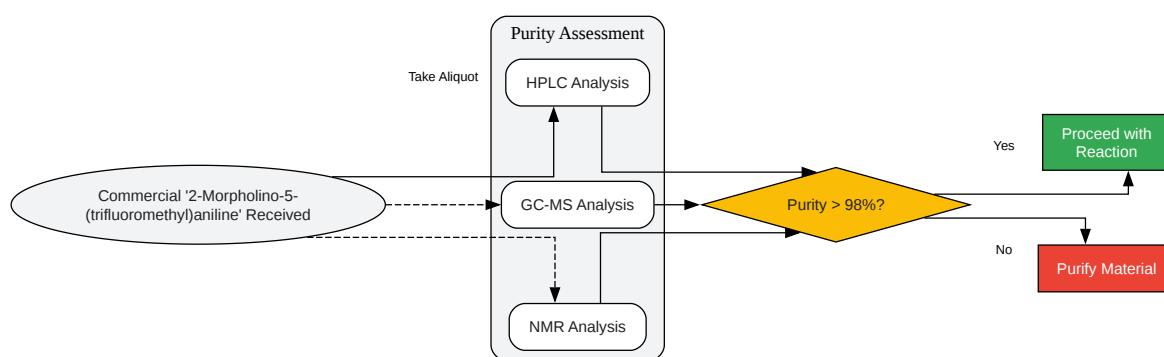 Purity Assessment
Take Aliquot
HPLC Analysis
Commercial '2-Morpholino-5-
(trifluoromethyl)aniline' Received
GC-MS Analysis
NMR Analysis
Purity > 98%?
Yes
Proceed with
Reaction
No
Purify Material